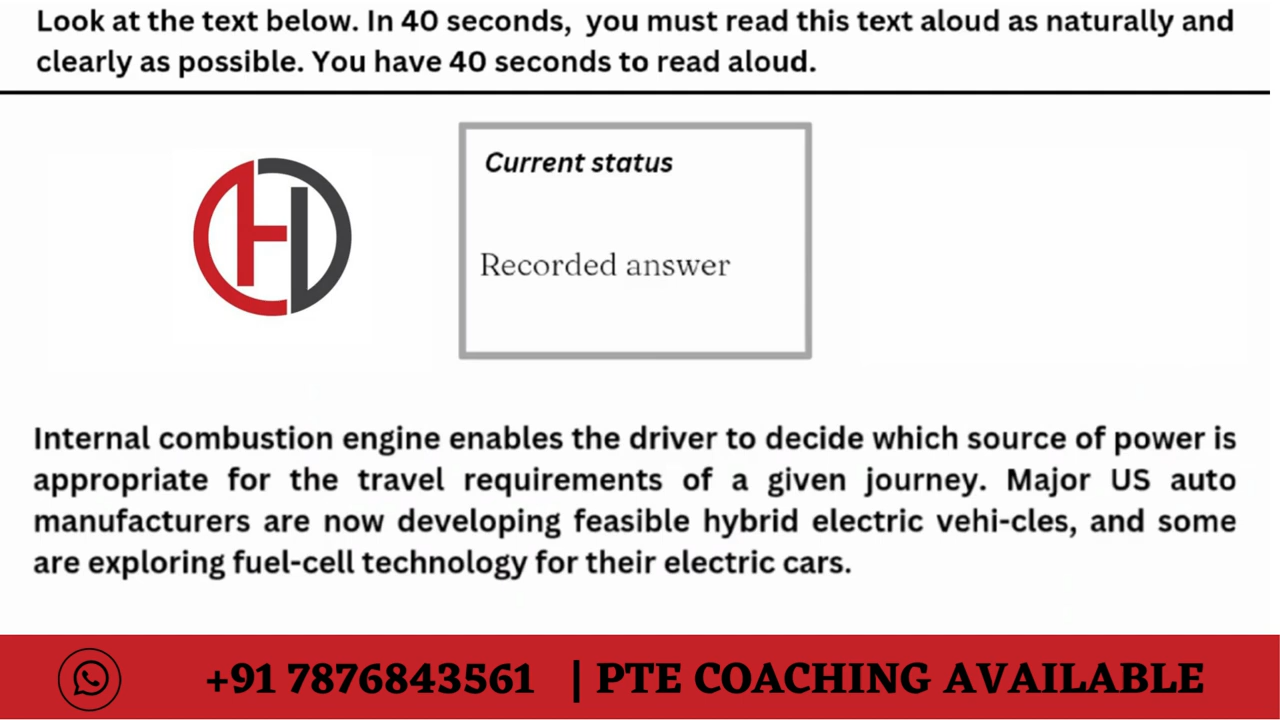 Look at the text below. In 40 seconds, you must read this text aloud as naturally and
clearly as possible. You have 40 seconds to read aloud.
Current status
Recorded answer
Internal combustion engine enables the driver to decide which source of power is
appropriate for the travel requirements of a given journey. Major US auto
manufacturers are now developing feasible hybrid electric vehi-cles, and some
are exploring fuel-cell technology for their electric cars.
+91 7876843561 | PTE COACHING AVAILABLE